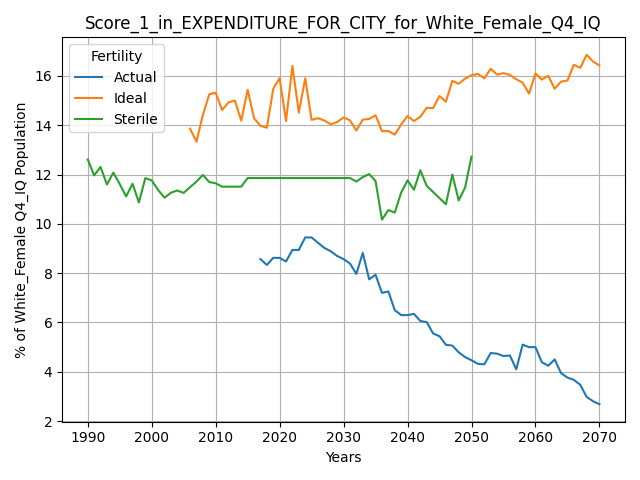 Score_1_in_EXPENDITURE_FOR_CITY_for_White_Female_Q4_IQ
Fertility
Actual
Ideal
Sterile
% of White_Female Q4_IQ Population
16
14
12
10
8
6
4
2
1990 2000 2010 2020 2030 2040 2050 2060 2070
Years